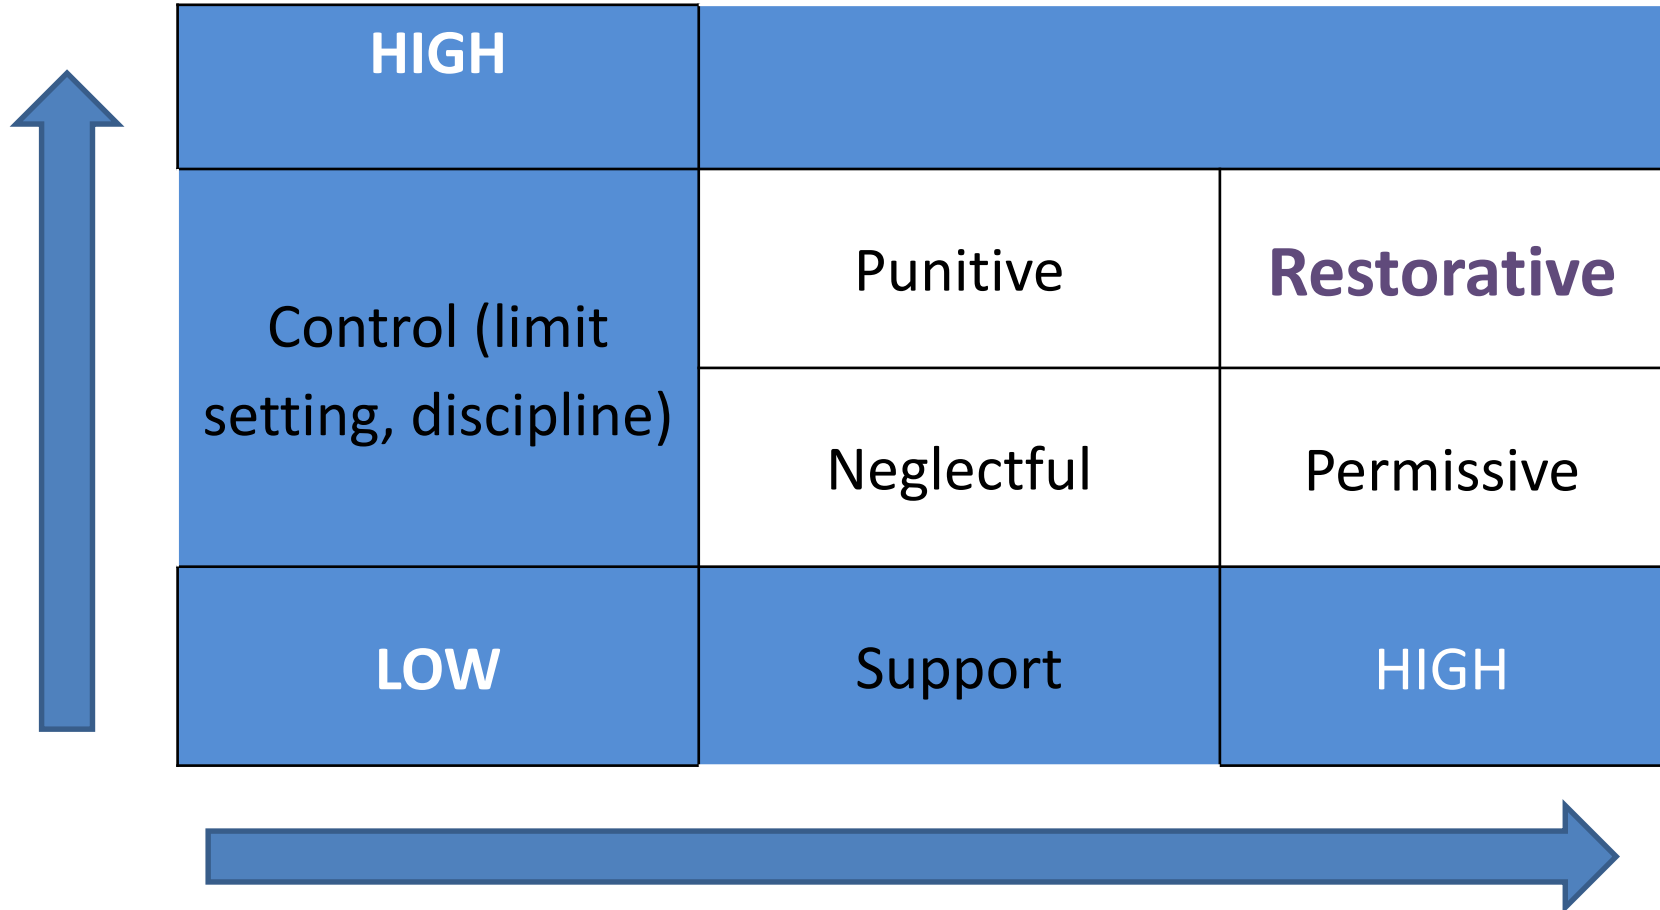 HIGH
Control (limit
setting, discipline)
Punitive
Restorative
Neglectful
Permissive
LOW
Support
HIGH